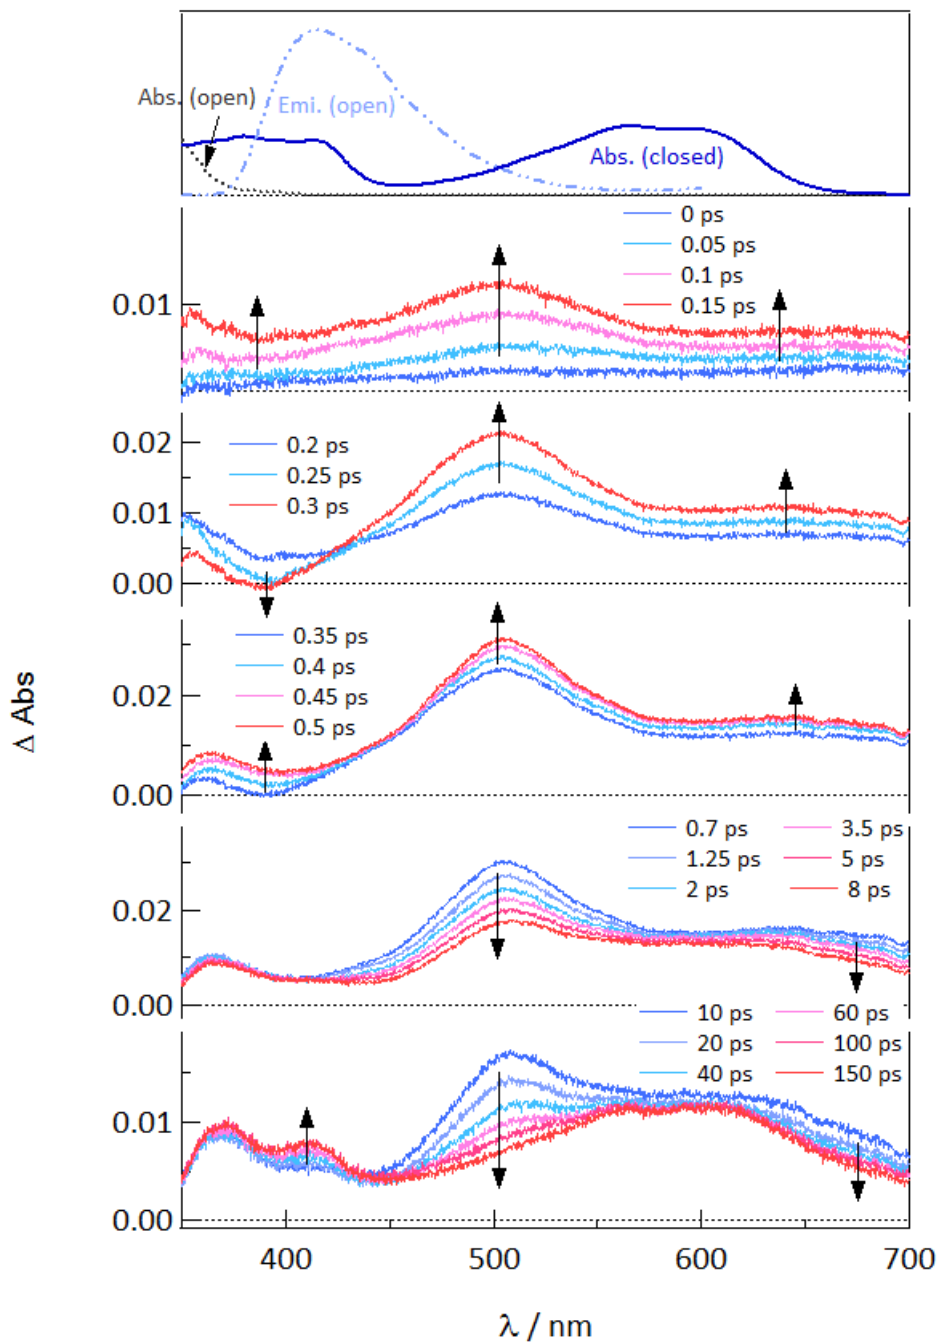 Abs. (open)
Emi. (open)
Abs. (closed)
0 ps
0.05 ps
0.1 ps
0.15 ps
0.01
0.2 ps
0.25 ps
0.3 ps
0.02
0.01
0.00
0.35 ps
0.4 ps
0.45 ps
0.5 ps
0.02
0.00
Δ Abs
0.7 ps 3.5 ps
1.25 ps 5 ps
2 ps 8 ps
0.02
0.00
10 ps 60 ps
20 ps 100 ps
40 ps 150 ps
0.01
0.00
400 500 600 700
λ / nm